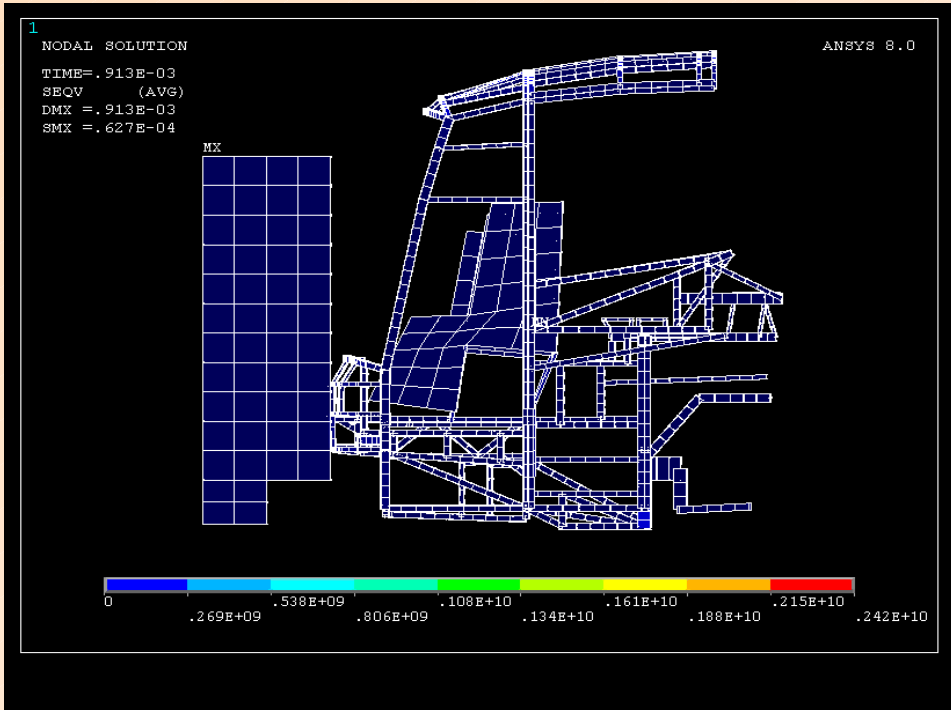 1
NODAL SOLUTION
ANSYS 8.0
TIME=.913E-03
SEQV (AVG)
DMX =.913E-03
SMX =.627E-04
MX
MN
0 .538E+09 .108E+10 .161E+10 .215E+10
.269E+09 .806E+09 .134E+10 .188E+10 .242E+10